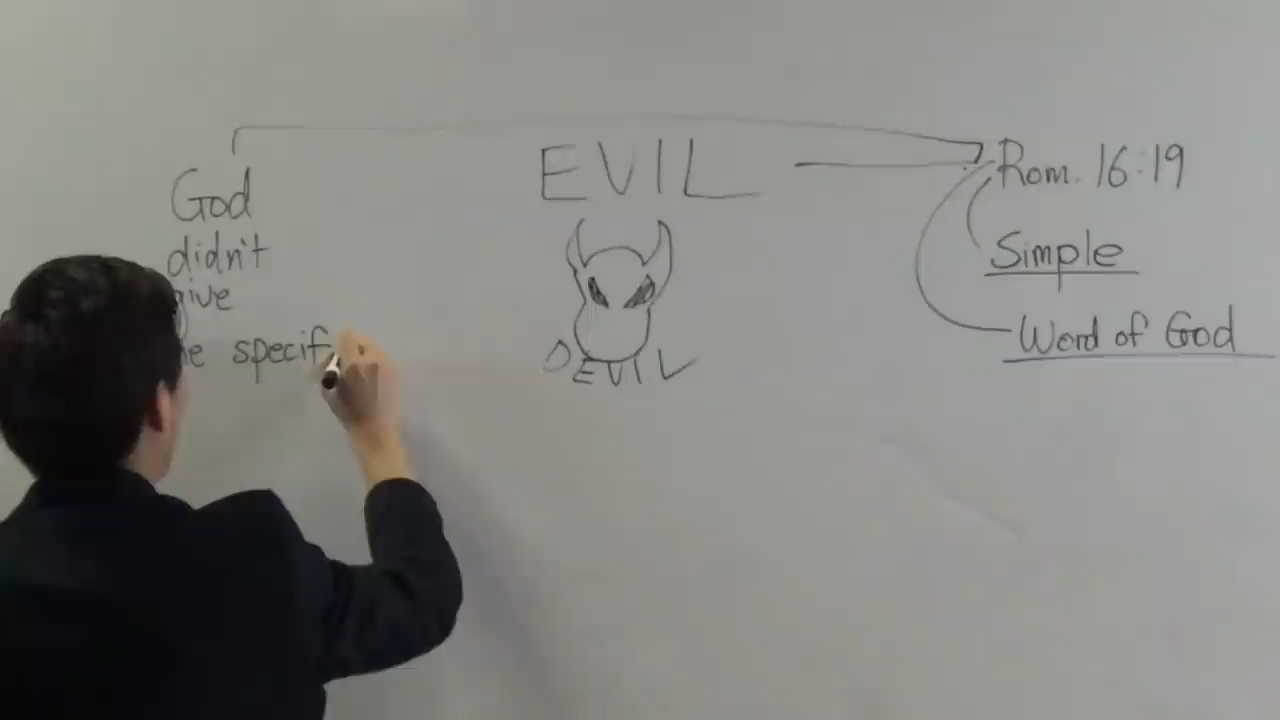 God
didn't
give
specif
EVIL
DEVIL
Rom. 16:19
Simple
Word of God